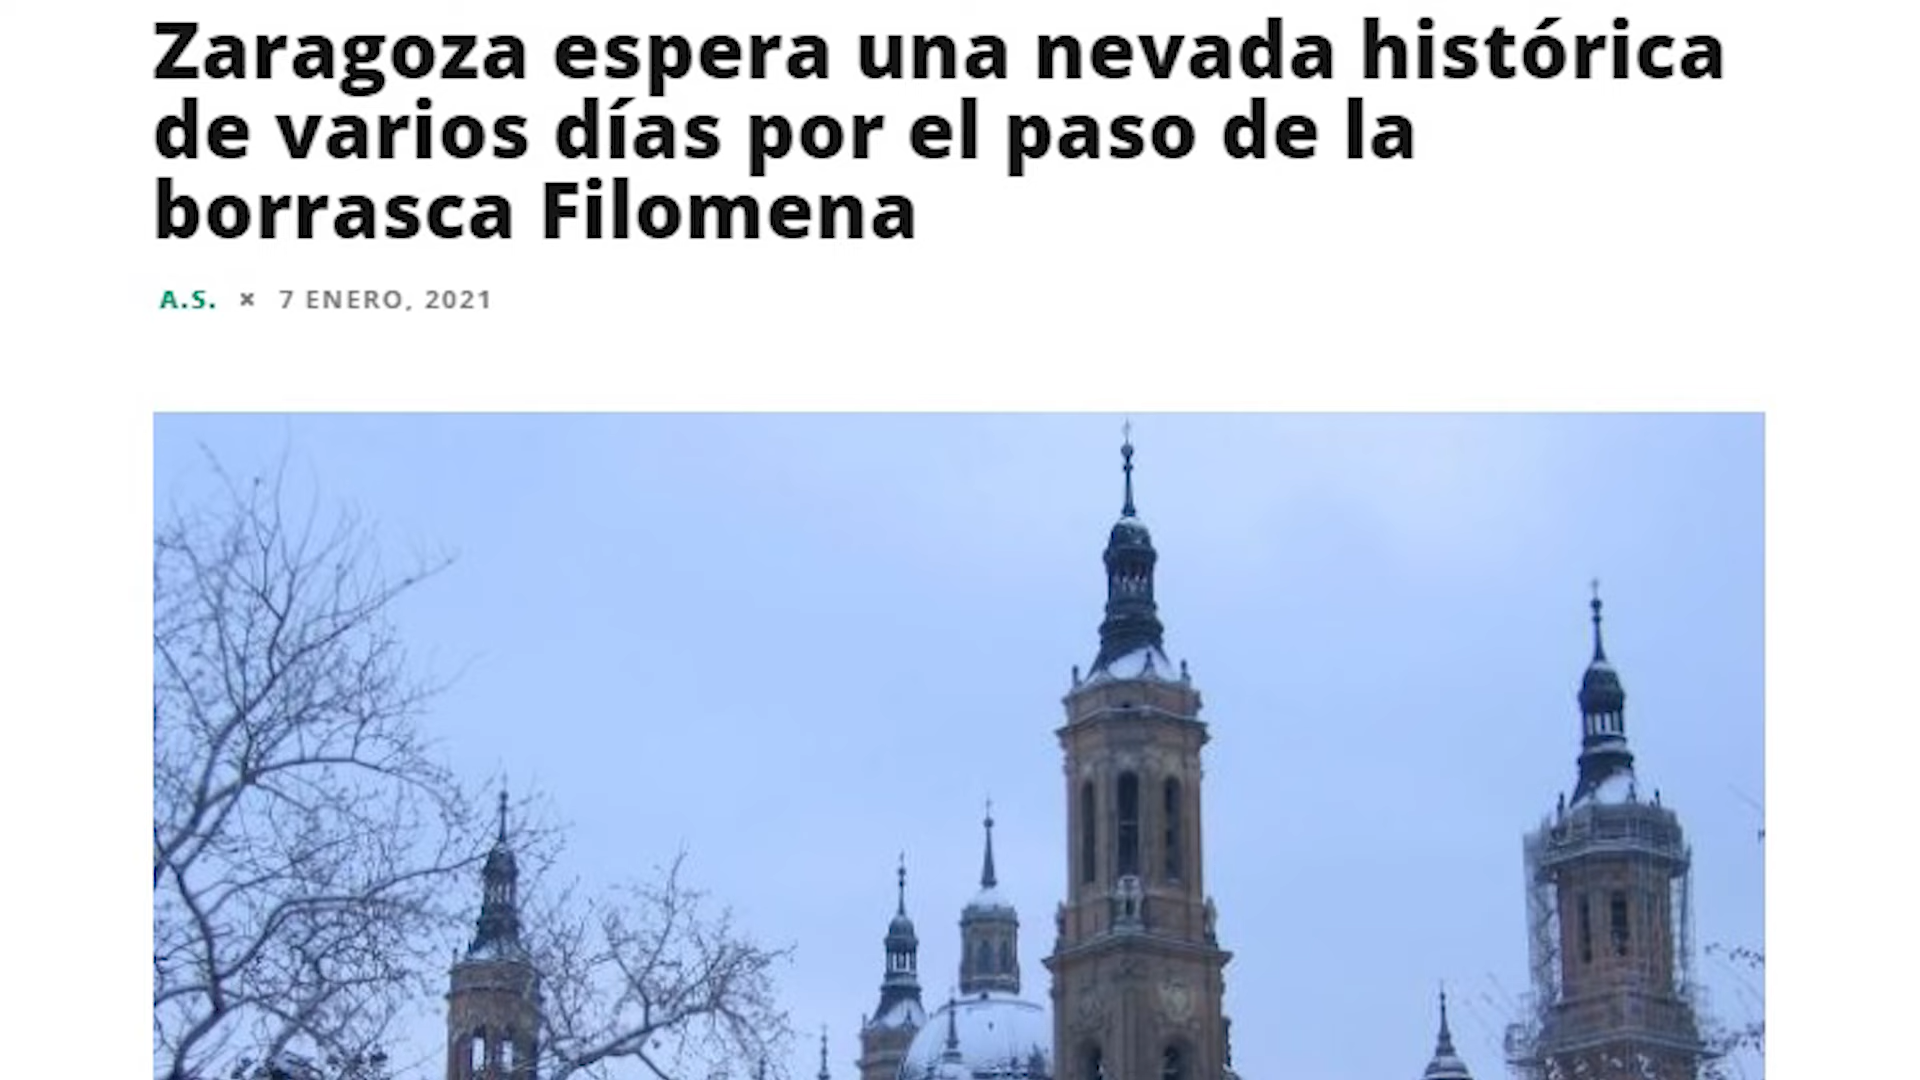 Zaragoza espera una nevada histórica
de varios días por el paso de la
borrasca Filomena
A.S. × 7 ENERO, 2021